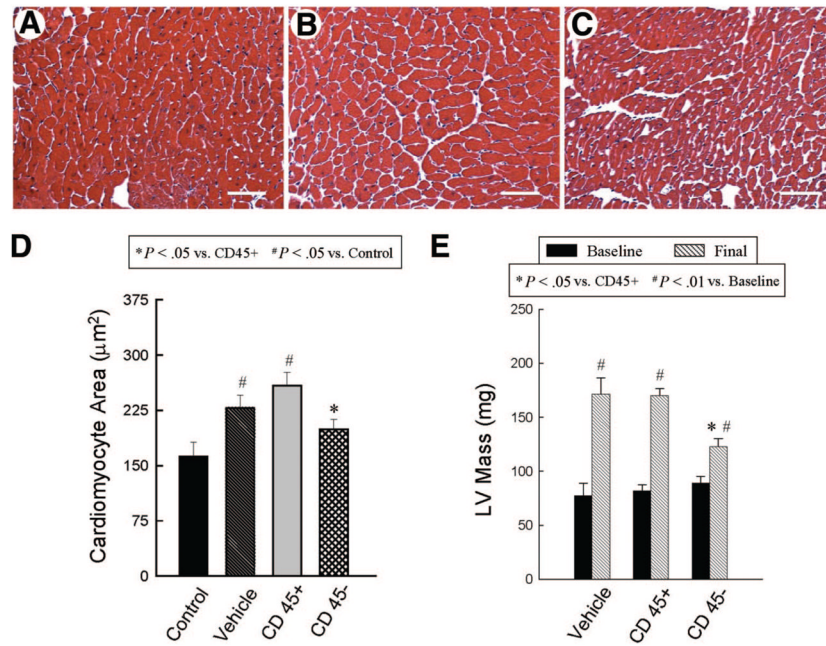 A
B
C
D
*P < .05 vs. CD45+ #P < .05 vs. Control
Cardiomyocyte Area (μm²)
375
300
225
150
75
0
Control
Vehicle
CD 45+
CD 45-
#
#
*
E
Baseline
Final
*P < .05 vs. CD45+ #P < .01 vs. Baseline
LV Mass (mg)
250
200
150
100
50
0
Vehicle
CD 45+
CD 45-
#
#
* #